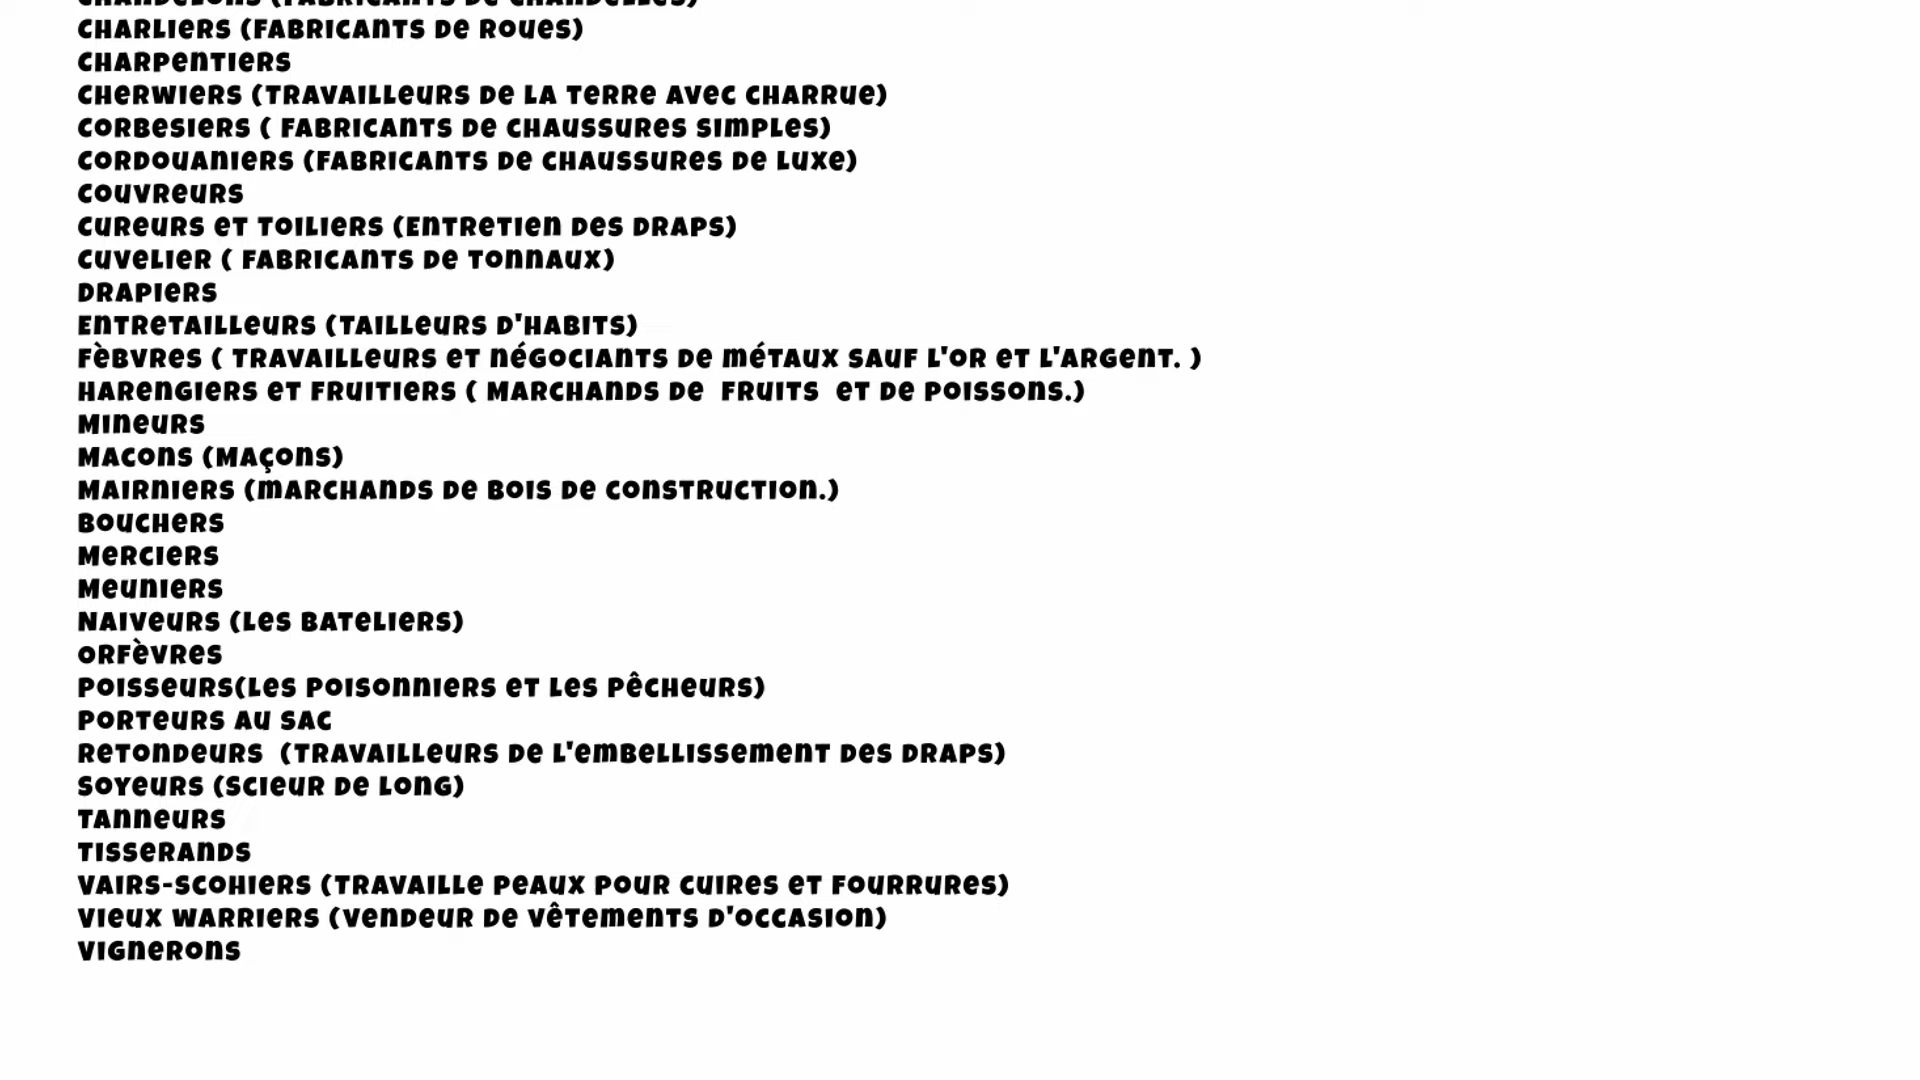 CHANDELONS (FABRICANTS DE CHANDELLES)
CHARLIERS (FABRICANTS DE ROUES)
CHARPENTIERS
CHERWIERS (TRAVAILLEURS DE LA TERRE AVEC CHARRUE)
CORBESIERS ( FABRICANTS DE CHAUSSURES SIMPLES)
CORDOUANIERS (FABRICANTS DE CHAUSSURES DE LUXE)
COUVREURS
CUREURS ET TOILIERS (ENTRETIEN DES DRAPS)
CUVELIER ( FABRICANTS DE TONNAUX)
DRAPIERS
ENTRETAILLEURS (TAILLEURS D'HABITS)
FÈBVRES ( TRAVAILLEURS ET NÉGOCIANTS DE MÉTAUX SAUF L'OR ET L'ARGENT. )
HARENGIERS ET FRUITIERS ( MARCHANDS DE FRUITS ET DE POISSONS.)
MINEURS
MACONS (MAÇONS)
MAIRNIERS (MARCHANDS DE BOIS DE CONSTRUCTION.)
BOUCHERS
MERCIERS
MEUNIERS
NAIVEURS (LES BATELIERS)
ORFÈVRES
POISSEURS(LES POISONNIERS ET LES PÊCHEURS)
PORTEURS AU SAC
RETONDEURS (TRAVAILLEURS DE L'EMBELLISSEMENT DES DRAPS)
SOYEURS (SCIEUR DE LONG)
TANNEURS
TISSERANDS
VAIRS-SCOHIERS (TRAVAILLE PEAUX POUR CUIRES ET FOURRURES)
VIEUX WARRIERS (VENDEUR DE VÊTEMENTS D'OCCASION)
VIGNERONS